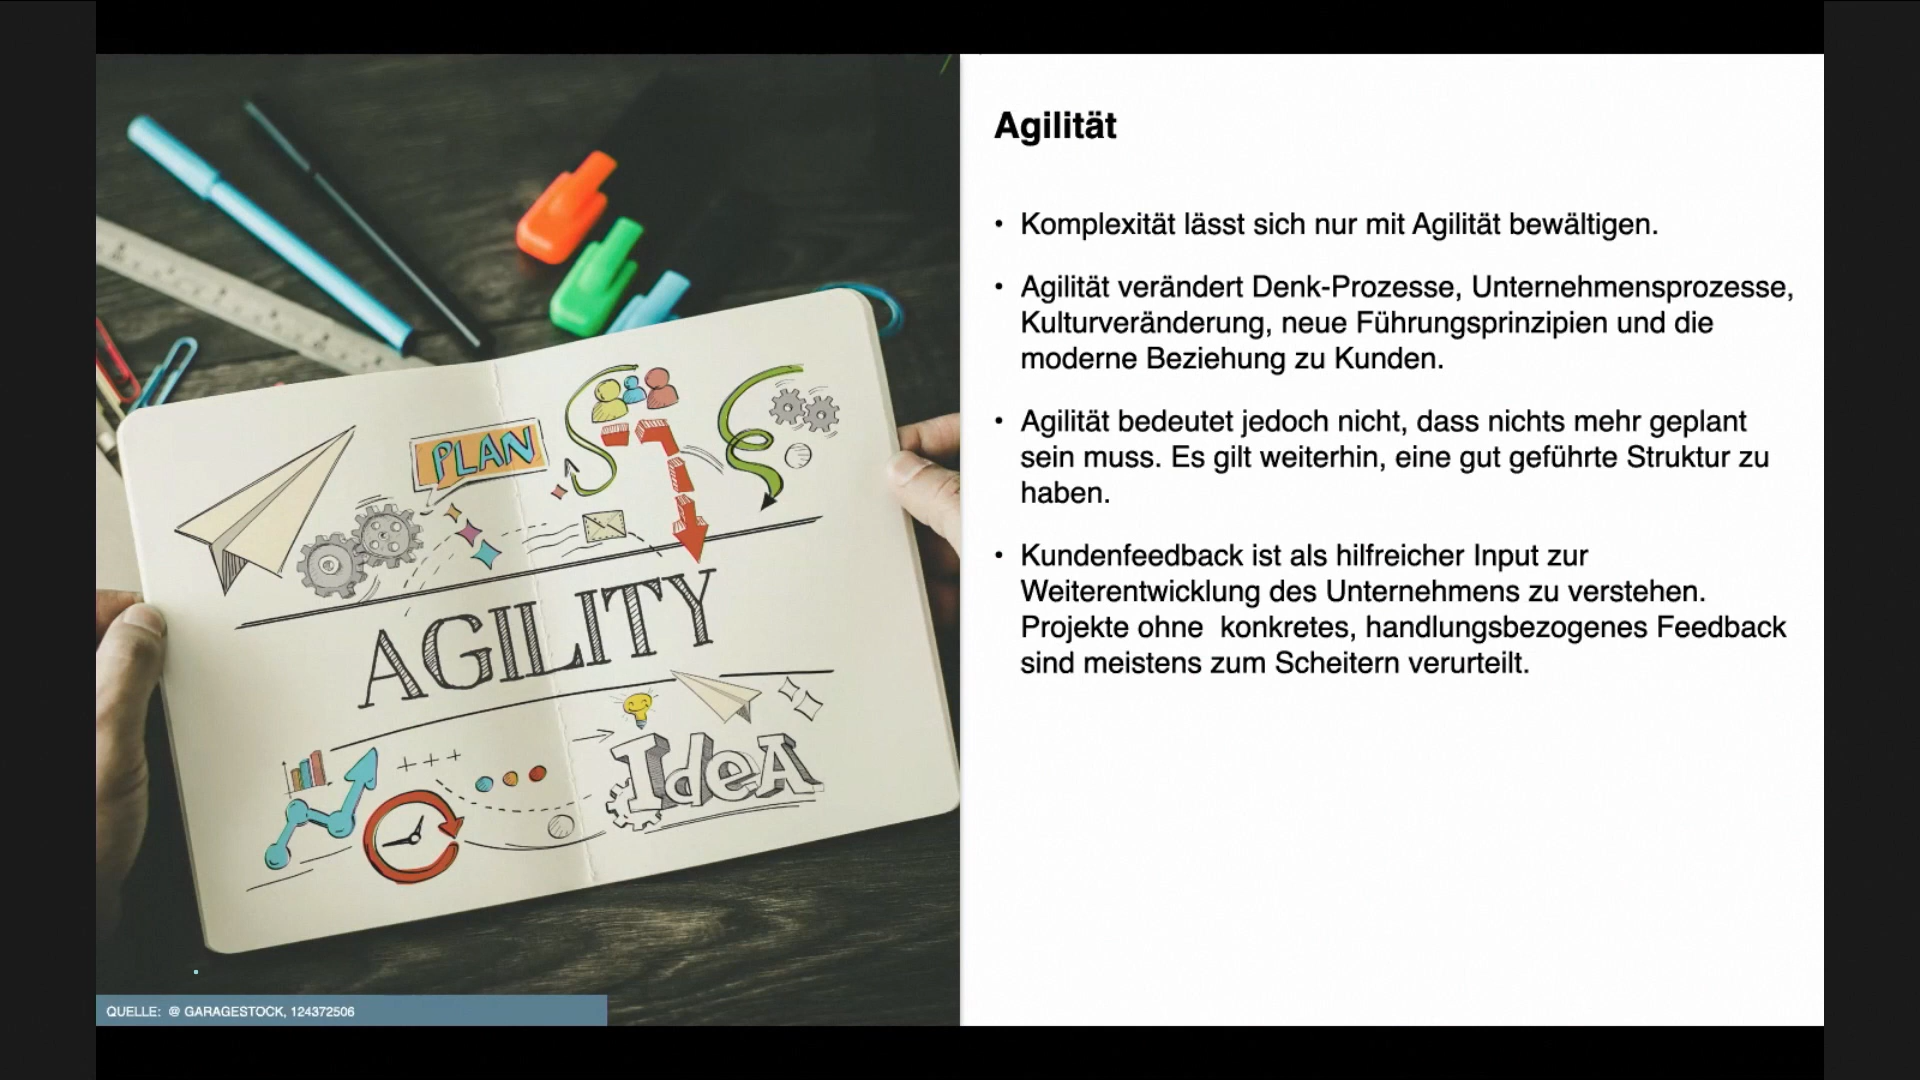 Agilität
• Komplexität lässt sich nur mit Agilität bewältigen.
• Agilität verändert Denk-Prozesse, Unternehmensprozesse,
Kulturveränderung, neue Führungsprinzipien und die
moderne Beziehung zu Kunden.
• Agilität bedeutet jedoch nicht, dass nichts mehr geplant
sein muss. Es gilt weiterhin, eine gut geführte Struktur zu
haben.
• Kundenfeedback ist als hilfreicher Input zur
Weiterentwicklung des Unternehmens zu verstehen.
Projekte ohne  konkretes, handlungsbezogenes Feedback
sind meistens zum Scheitern verurteilt.
PLAN
AGILITY
IdeA
QUELLE: @ GARAGESTOCK, 124372506